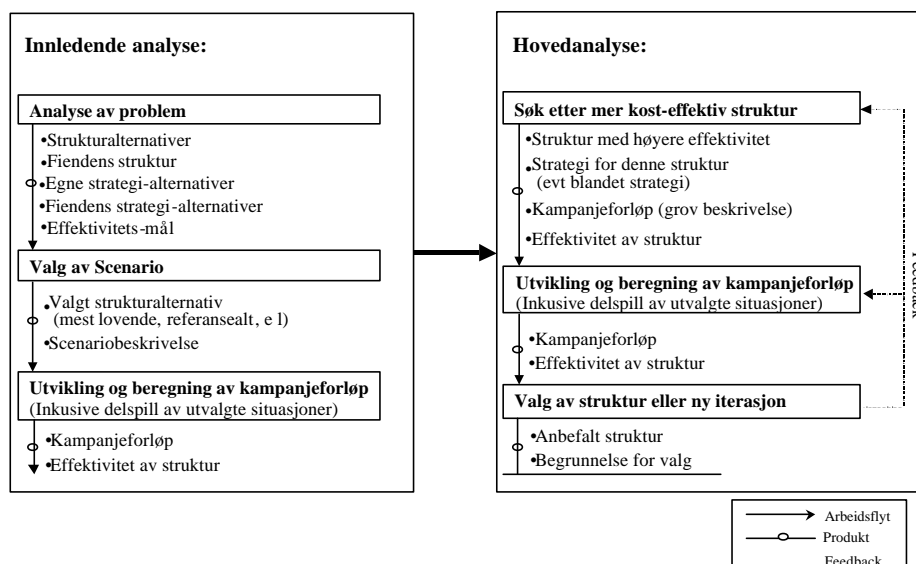 Innledende analyse:
Analyse av problem
•Strukturalternativer
•Fiendens struktur
•Egne strategi-alternativer
•Fiendens strategi-alternativer
•Effektivitets-mål
Valg av Scenario
•Valgt strukturalternativ
(mest lovende, referansealt, e l)
•Scenariobeskrivelse
Utvikling og beregning av kampanjeforløp
(Inkusive delspill av utvalgte situasjoner)
•Kampanjeforløp
•Effektivitet av struktur
Hovedanalyse:
Søk etter mer kost-effektiv struktur
•Struktur med høyere effektivitet
•Strategi for denne struktur
(evt blandet strategi)
•Kampanjeforløp (grov beskrivelse)
•Effektivitet av struktur
Utvikling og beregning av kampanjeforløp
(Inkusive delspill av utvalgte situasjoner)
•Kampanjeforløp
•Effektivitet av struktur
Valg av struktur eller ny iterasjon
•Anbefalt struktur
•Begrunnelse for valg
Arbeidsflyt
Produkt
Feedback